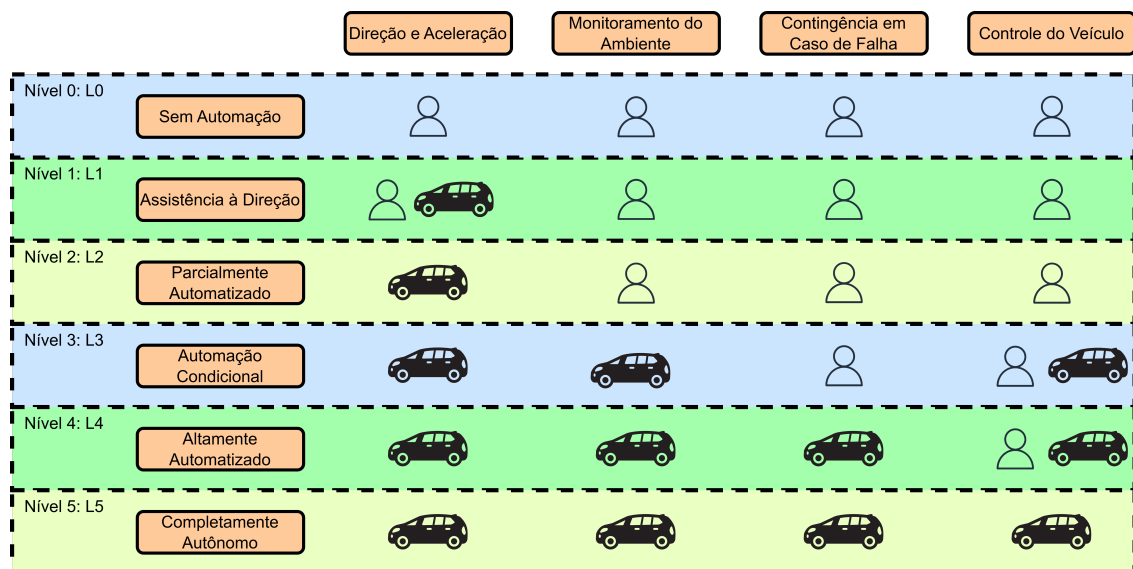 Direção e Aceleração
Monitoramento do
Ambiente
Contingência em
Caso de Falha
Controle do Veículo
Nível 0: L0
Sem Automação
Nível 1: L1
Assistência à Direção
Nível 2: L2
Parcialmente
Automatizado
Nível 3: L3
Automação
Condicional
Nível 4: L4
Altamente
Automatizado
Nível 5: L5
Completamente
Autônomo